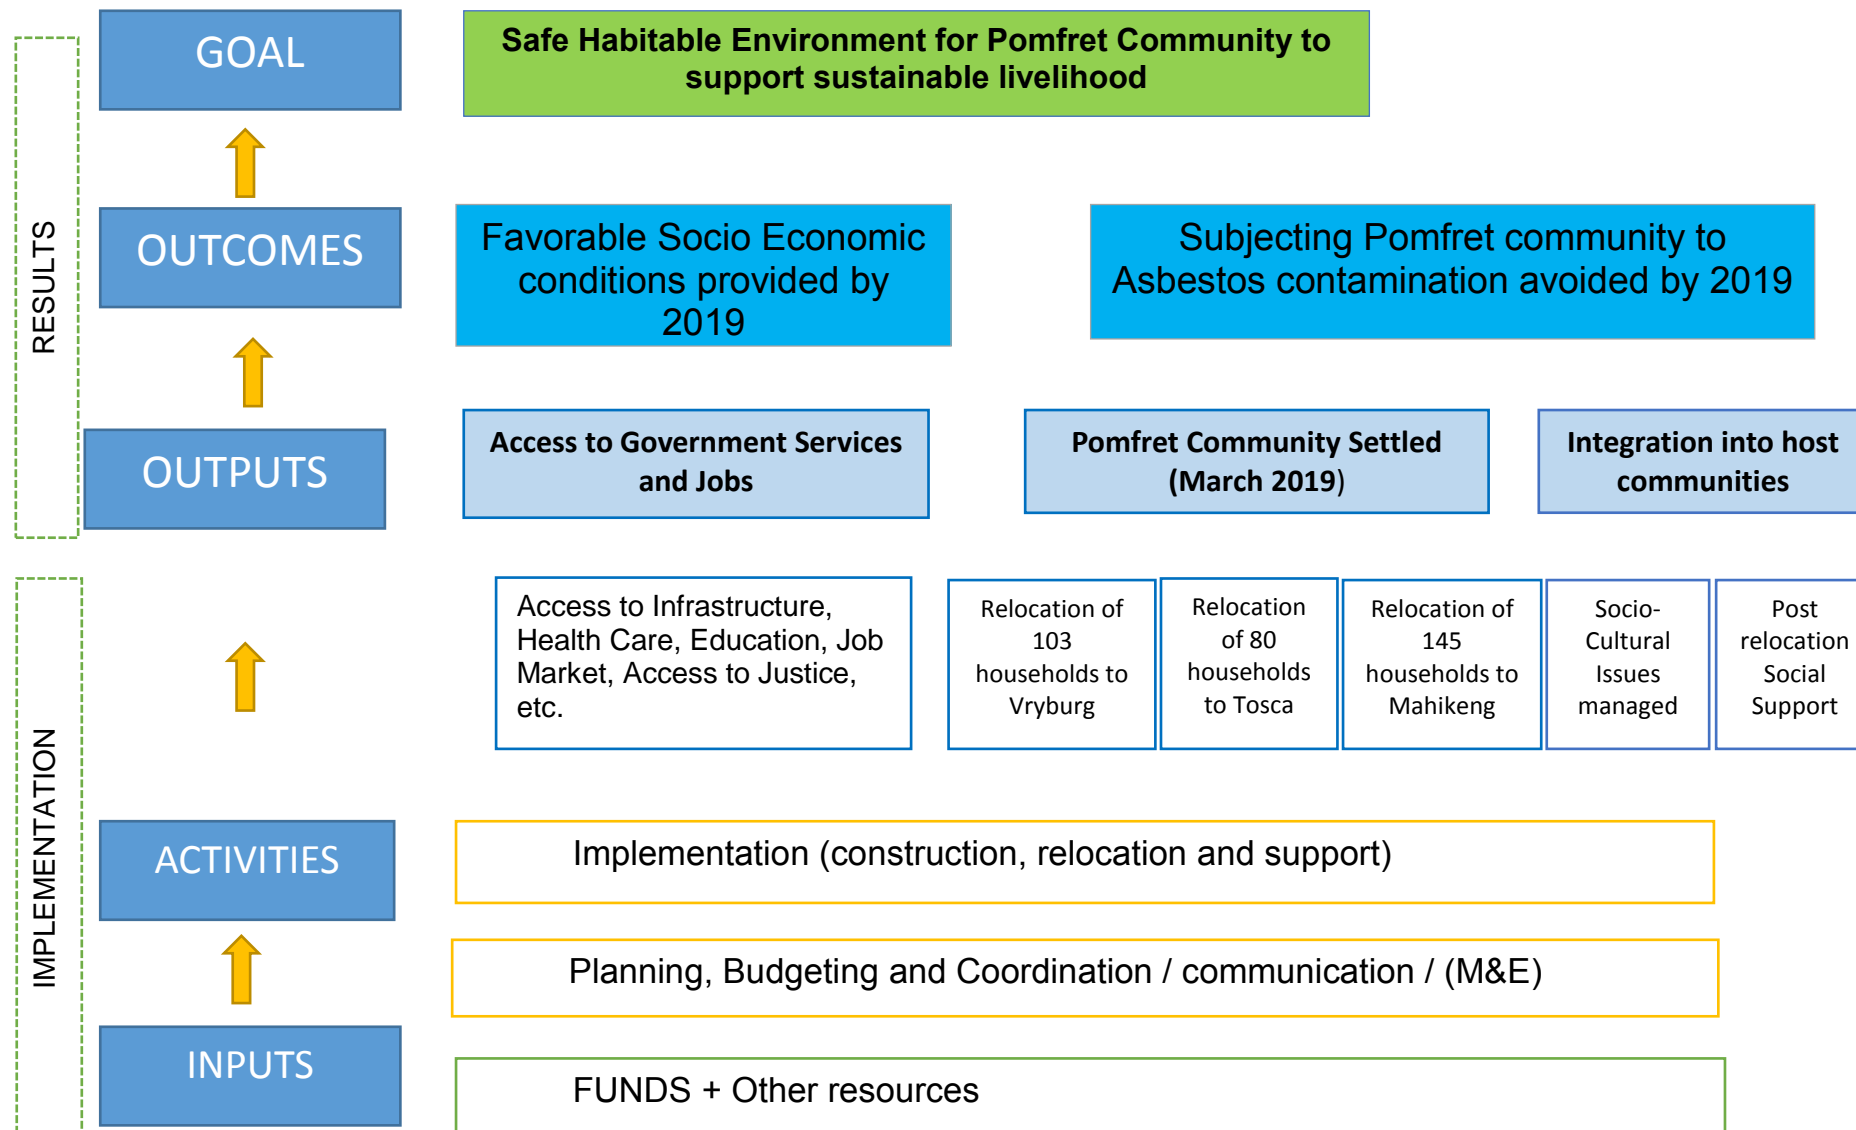 GOAL
Safe Habitable Environment for Pomfret Community to
support sustainable livelihood
RESULTS
OUTCOMES
Favorable Socio Economic
conditions provided by
2019
Subjecting Pomfret community to
Asbestos contamination avoided by 2019
OUTPUTS
Access to Government Services
and Jobs
Pomfret Community Settled
(March 2019)
Integration into host
communities
IMPLEMENTATION
Access to Infrastructure,
Health Care, Education, Job
Market, Access to Justice,
etc.
Relocation of
103
households to
Vryburg
Relocation
of 80
households
to Tosca
Relocation of
145
households to
Mahikeng
Socio-
Cultural
Issues
managed
Post
relocation
Social
Support
ACTIVITIES
Implementation (construction, relocation and support)
Planning, Budgeting and Coordination / communication / (M&E)
INPUTS
FUNDS + Other resources